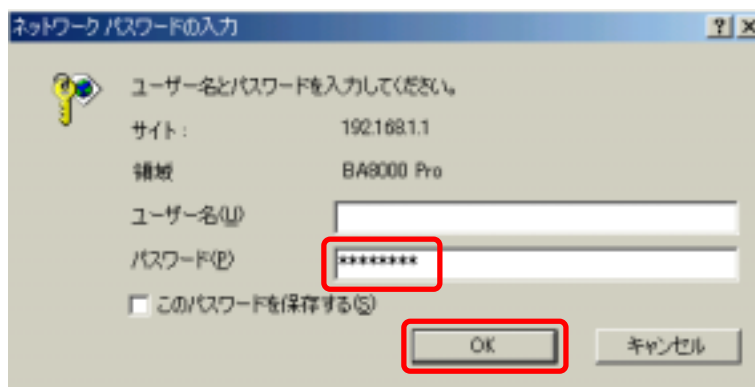 ネットワーク パスワードの入力
ユーザー名とパスワードを入力してください。
サイト: 192.168.1.1
領域 BA8000 Pro
ユーザー名(U)
パスワード(P) ********
このパスワードを保存する(S)
OK キャンセル